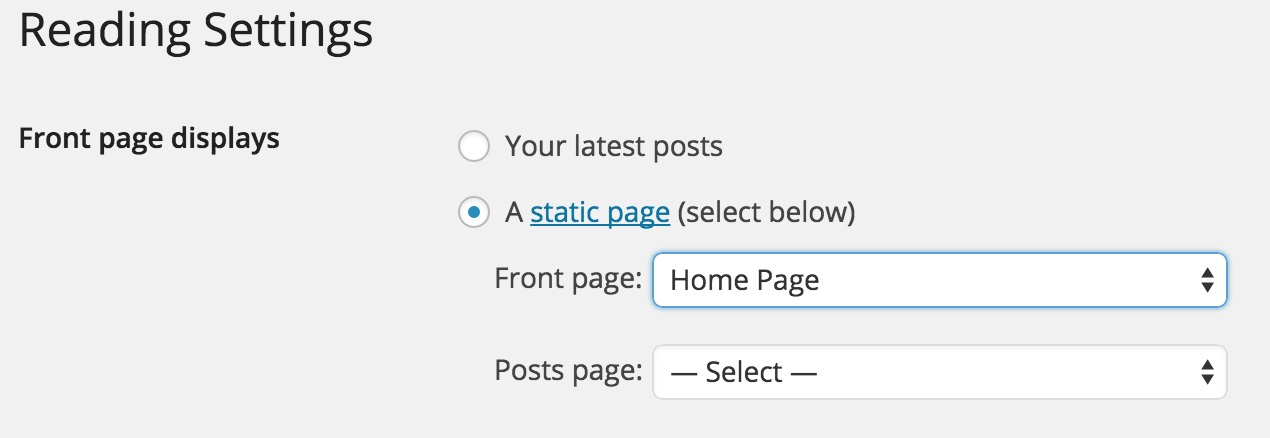 Reading Settings
Front page displays
Your latest posts
A static page (select below)
Front page: Home Page
Posts page: — Select —